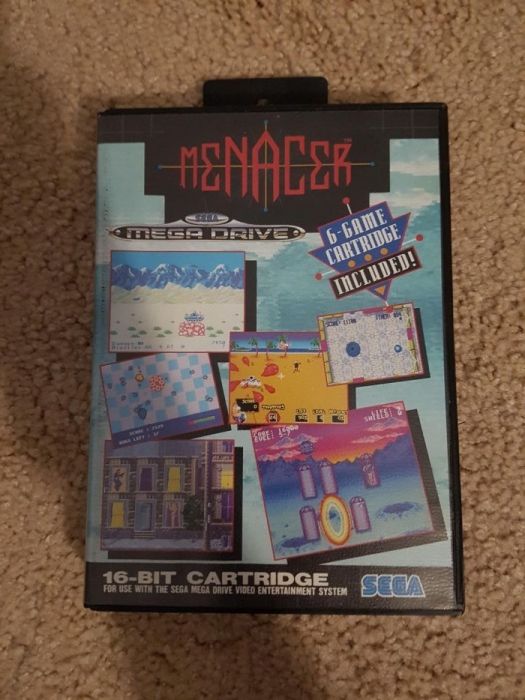 MENACER™
SEGA
MEGA DRIVE
6-GAME
CARTRIDGE
INCLUDED!
16-BIT CARTRIDGE
FOR USE WITH THE SEGA MEGA DRIVE VIDEO ENTERTAINMENT SYSTEM
SEGA